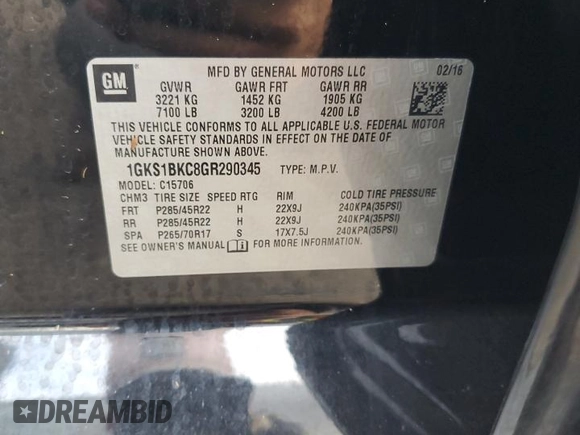 GM
MFD BY GENERAL MOTORS LLC 02/16
GVWR GAWR FRT GAWR RR
3221 KG 1452 KG 1905 KG
7100 LB 3200 LB 4200 LB
THIS VEHICLE CONFORMS TO ALL APPLICABLE U.S. FEDERAL MOTOR
VEHICLE SAFETY STANDARDS IN EFFECT ON THE DATE OF
MANUFACTURE SHOWN ABOVE.
1GKS1BKC8GR290345 TYPE: M.P.V.
MODEL: C15706
CHM3 TIRE SIZE SPEED RTG RIM COLD TIRE PRESSURE
FRT P285/45R22 H 22X9J 240KPA(35PSI)
RR P285/45R22 H 22X9J 240KPA(35PSI)
SPA P265/70R17 S 17X7.5J 240KPA(35PSI)
SEE OWNER'S MANUAL FOR MORE INFORMATION.
DREAMBID